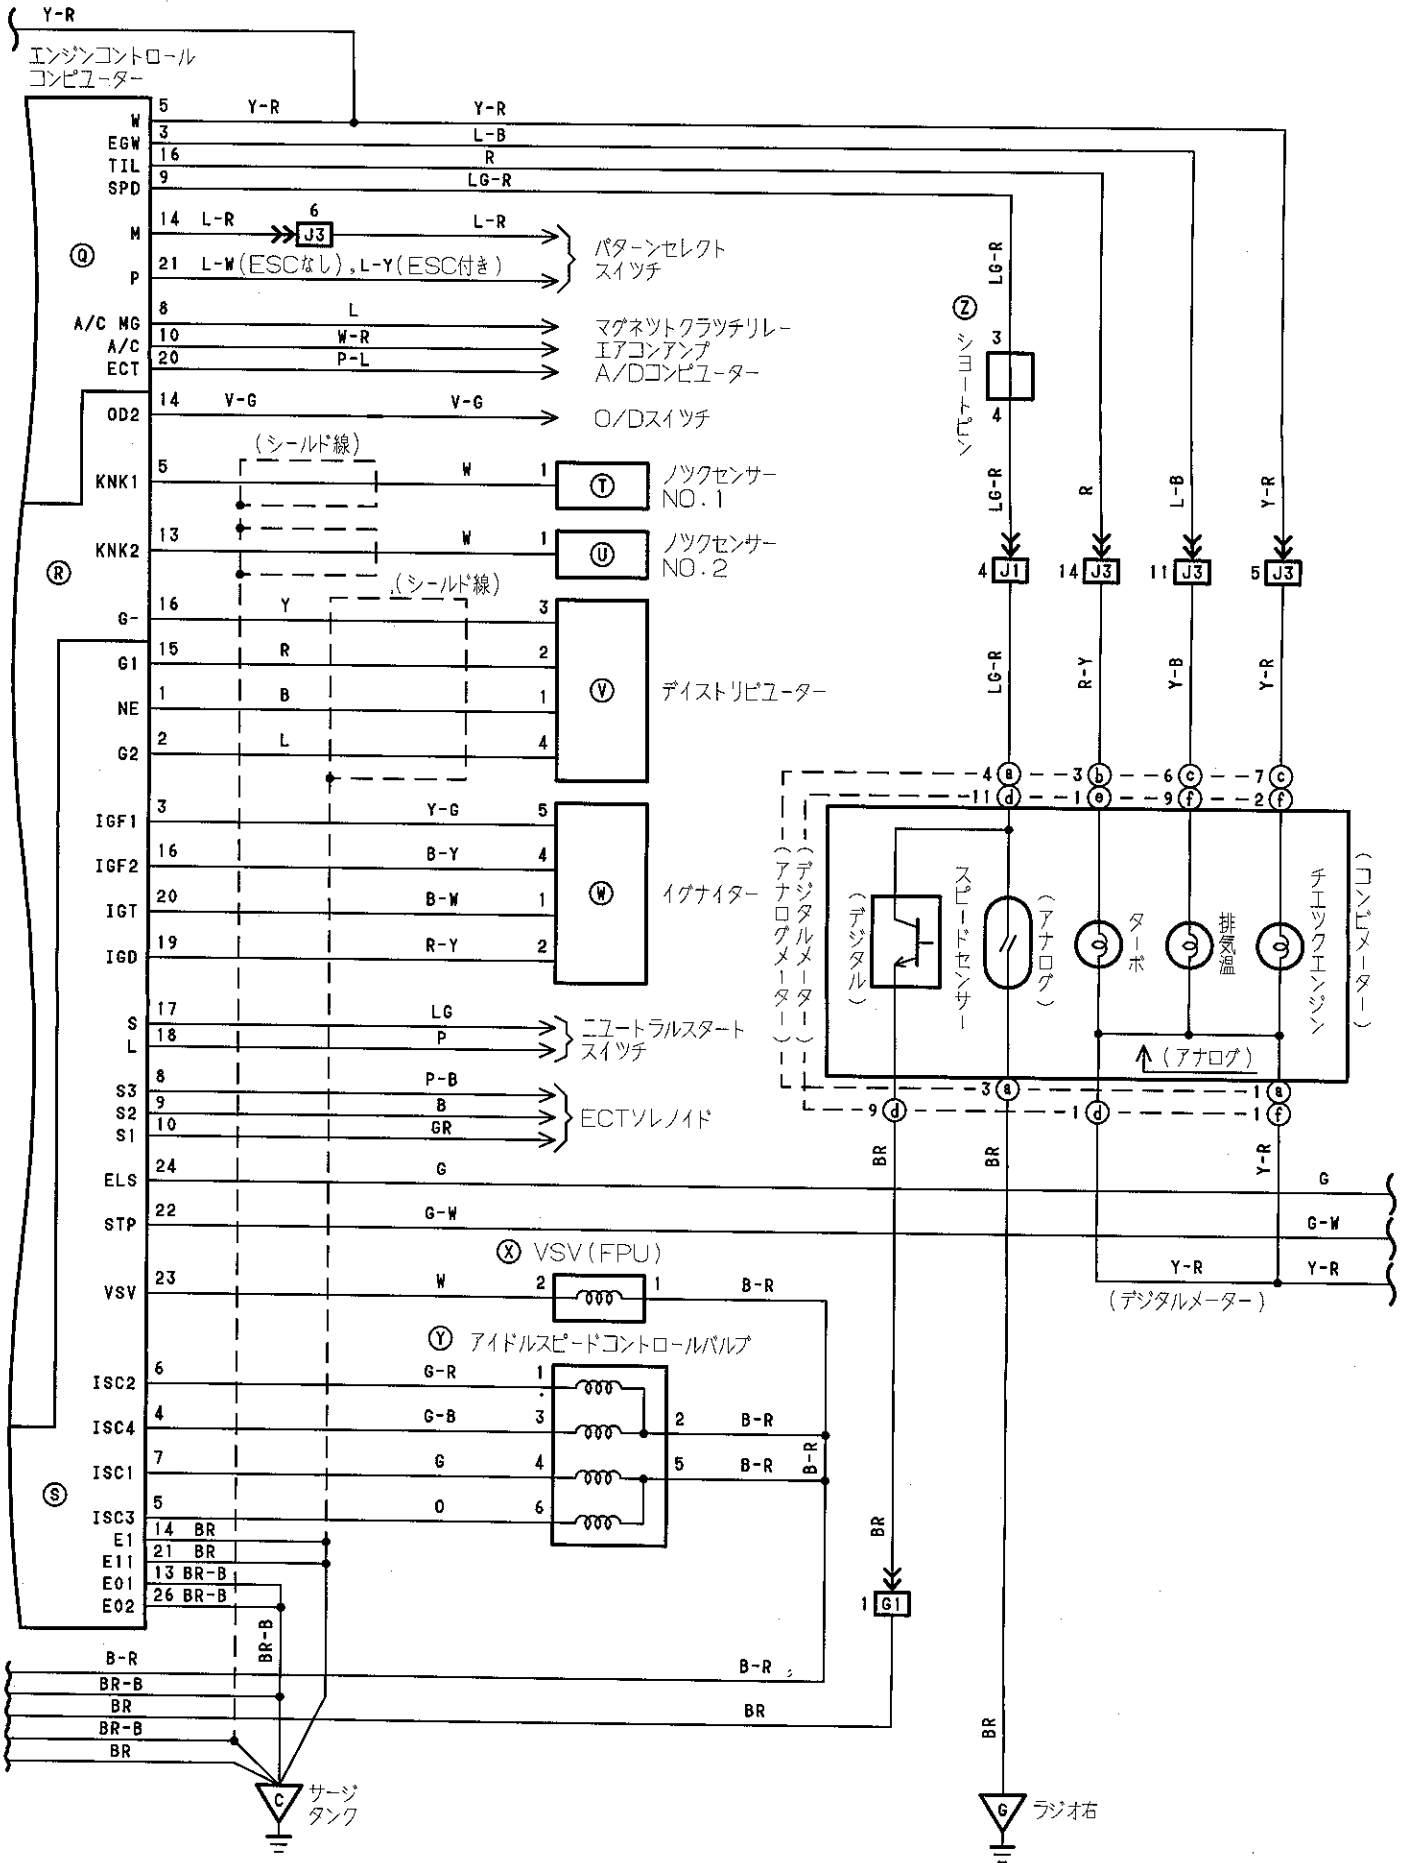 Y-R
エンジンコントロール
コンピユーター
W 5 Y-R Y-R
EGW 3 L-B
TIL 16 R
SPD 9 LG-R
M 14 L-R 6 J3 L-R
P 21 L-W(ESCなし),L-Y(ESC付き)
パターンセレクト
スイツチ
Q
A/C MG 8 L マグネツトクラツチリレー
A/C 10 W-R エアコンアンプ
ECT 20 P-L A/Dコンピユーター
OD2 14 V-G V-G O/Dスイツチ
(シールド線)
KNK1 5 W 1 T ノツクセンサー
NO.1
KNK2 13 W 1 U ノツクセンサー
NO.2
R
(シールド線)
G- 16 Y 3
G1 15 R 2
NE 1 B 1
G2 2 L 4
V デイストリビユーター
IGF1 3 Y-G 5
IGF2 16 B-Y 4
IGT 20 B-W 1
IGD 19 R-Y 2
W イグナイター
S 17 LG
L 18 P
ニユートラルスタート
スイツチ
S3 8 P-B
S2 9 B
S1 10 GR
ECTソレノイド
ELS 24 G G
STP 22 G-W G-W
X VSV(FPU)
VSV 23 W 2 1 B-R
Y アイドルスピードコントロールバルブ
ISC2 6 G-R 1
ISC4 4 G-B 3 2 B-R
ISC1 7 G 4 5 B-R
ISC3 5 O 6
B-R
S
E1 14 BR
E11 21 BR
E01 13 BR-B
E02 26 BR-B
BR-B
B-R B-R
BR-B
BR BR
BR-B
BR
C サージ
タンク
LG-R
Z シヨートピン
3
4
LG-R R L-B Y-R
4 J1 14 J3 11 J3 5 J3
LG-R R-Y Y-B Y-R
4 a 3 b 6 c 7 c
11 d 1 e 9 f 2 f
(アナログメーター)
(デジタルメーター)
(デジタル)
スピードセンサー
(アナログ)
ターボ
排気温
チエツクエンジン
(コンビメーター)
(アナログ)
3 a 1 a
9 d 1 d 1 f
BR BR Y-R
Y-R Y-R
(デジタルメーター)
BR
1 G1
BR
G ラジオ右